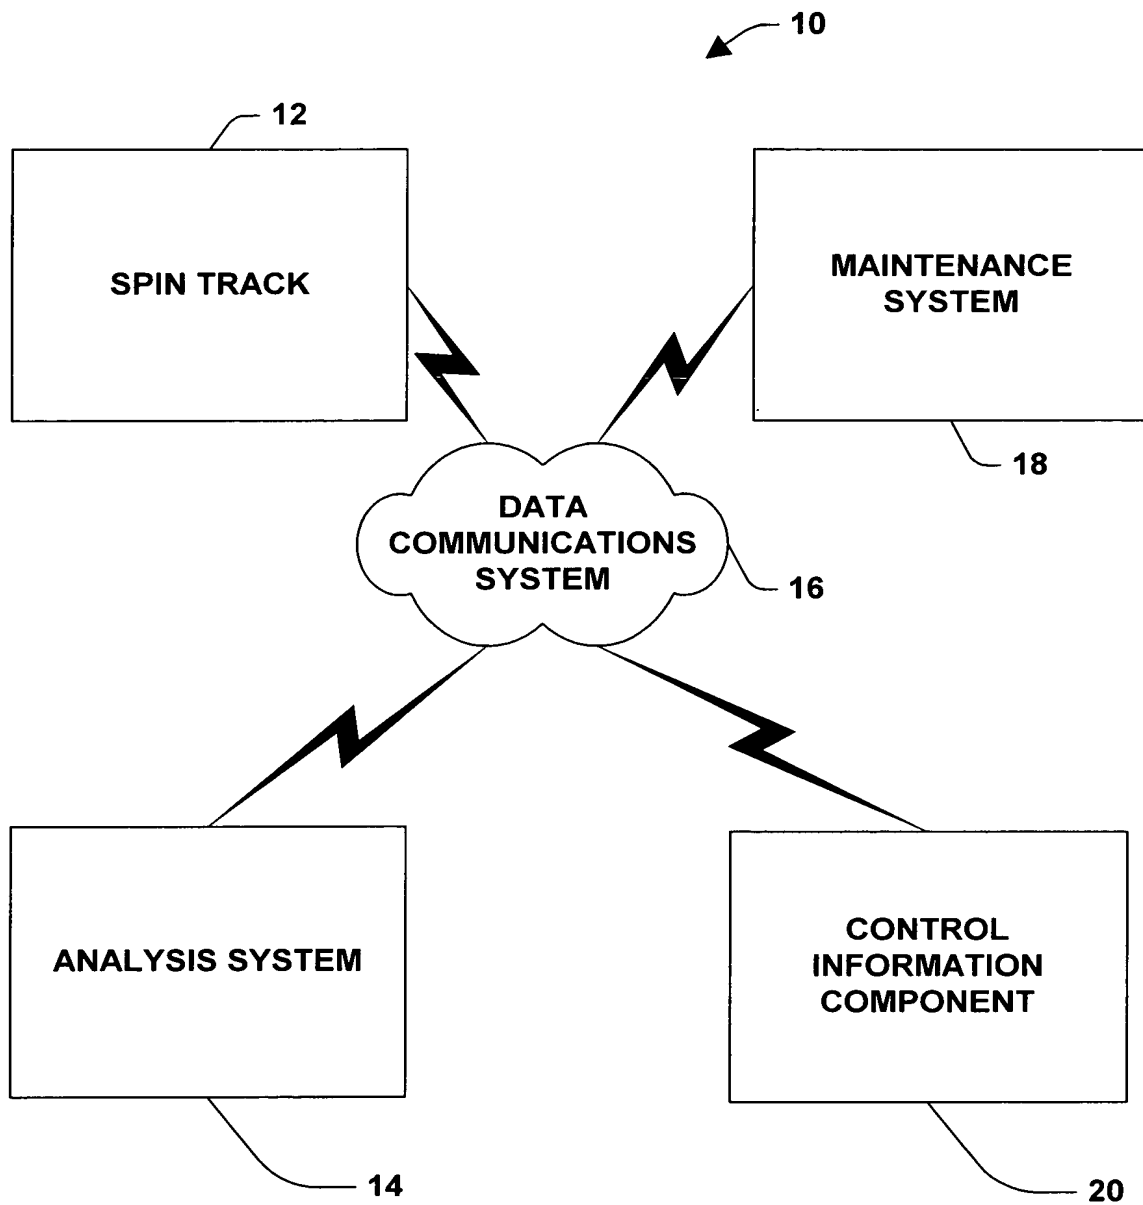 10
12
SPIN TRACK
MAINTENANCE
SYSTEM
18
DATA
COMMUNICATIONS
SYSTEM
16
ANALYSIS SYSTEM
CONTROL
INFORMATION
COMPONENT
14
20